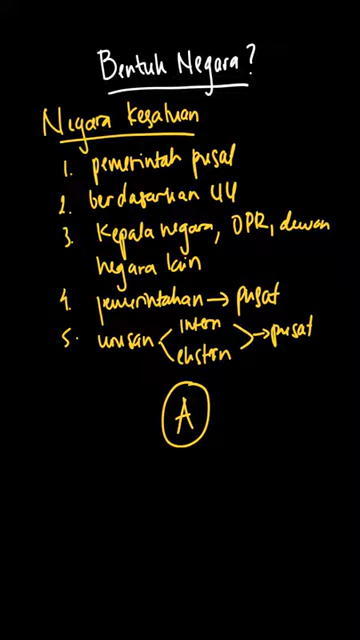 Bentuk Negara?
Negara Kesatuan
1. pemerintah pusat
2. berdasarkan UU
3. Kepala negara, DPR, dewan
negara lain
4. pemerintahan → pusat
5. urusan intern → pusat
ekstern
A